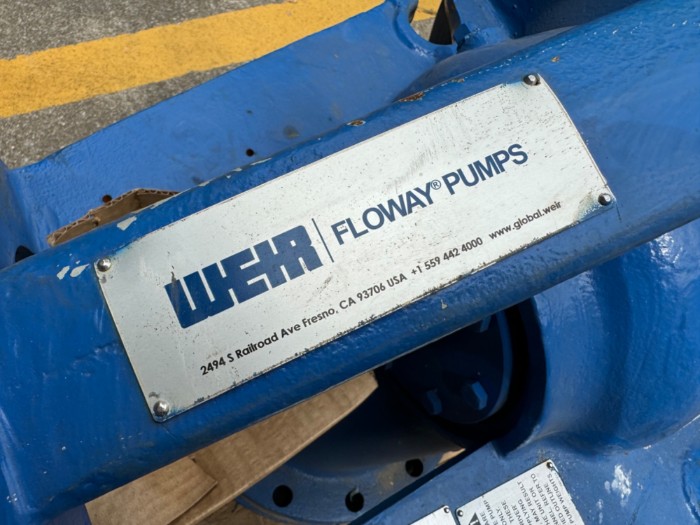 WEIR | FLOWAY® PUMPS
2494 S Railroad Ave Fresno, CA 93706 USA +1 559 442 4000 www.global.weir